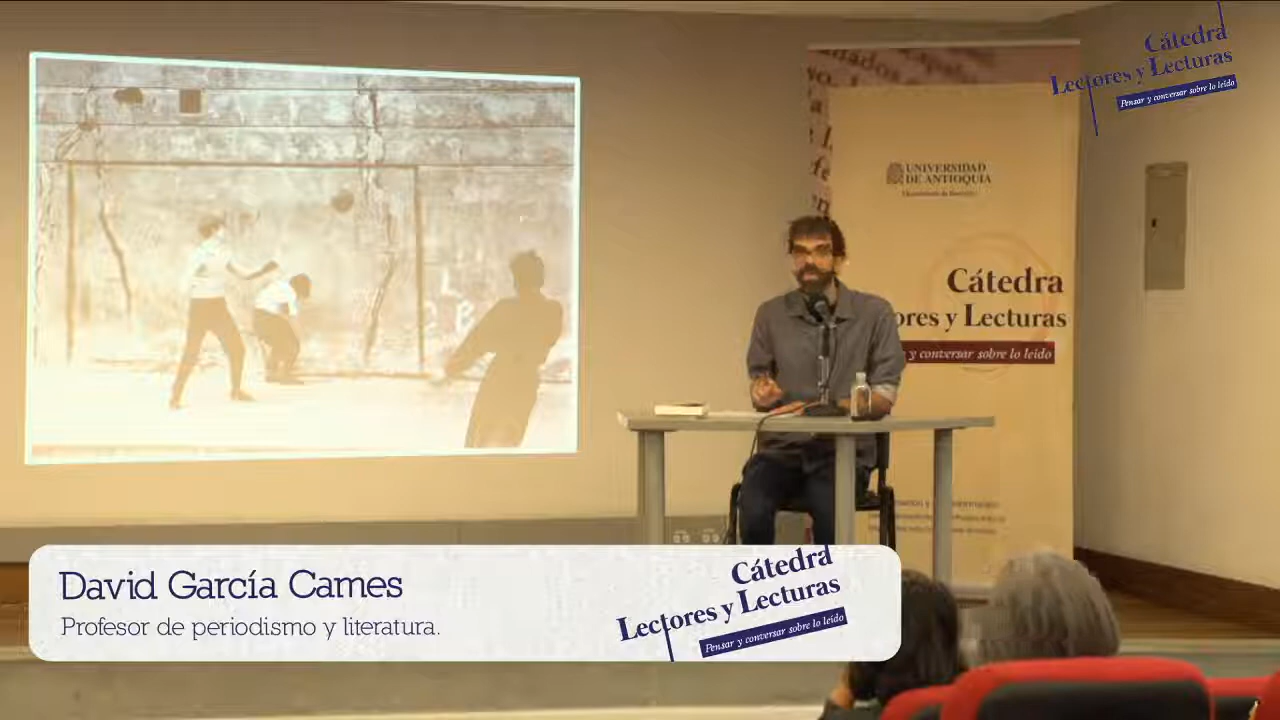 Cátedra
Lectores y Lecturas
Pensar y conversar sobre lo leído
UNIVERSIDAD
DE ANTIOQUIA
Cátedra
ores y Lecturas
y conversar sobre lo leído
David García Cames
Profesor de periodismo y literatura.
Cátedra
Lectores y Lecturas
Pensar y conversar sobre lo leído